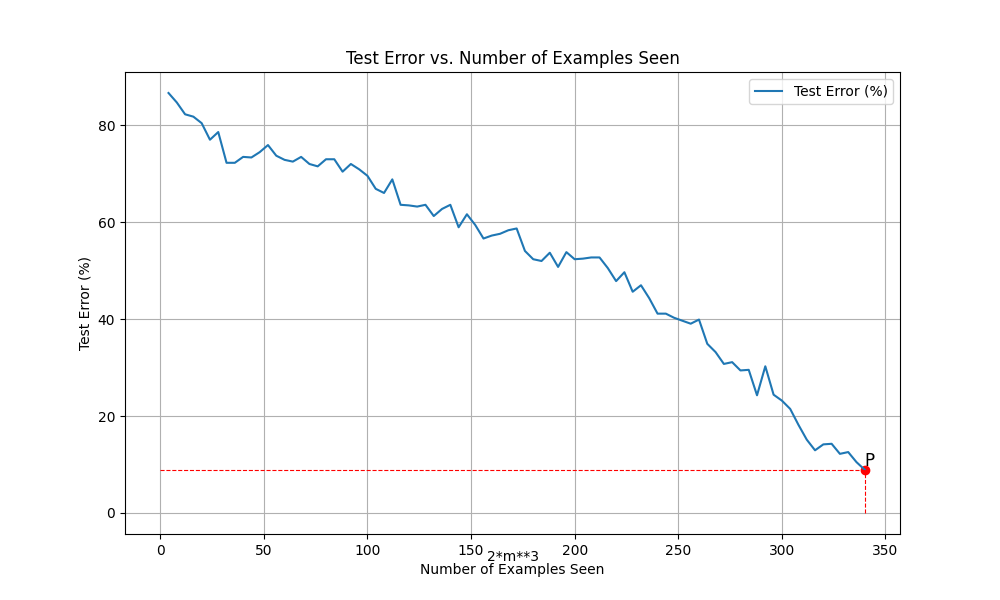 Test Error vs. Number of Examples Seen
Test Error (%)
80
60
40
20
0
Test Error (%)
P
0 50 100 150 200 250 300 350
2*m**3
Number of Examples Seen